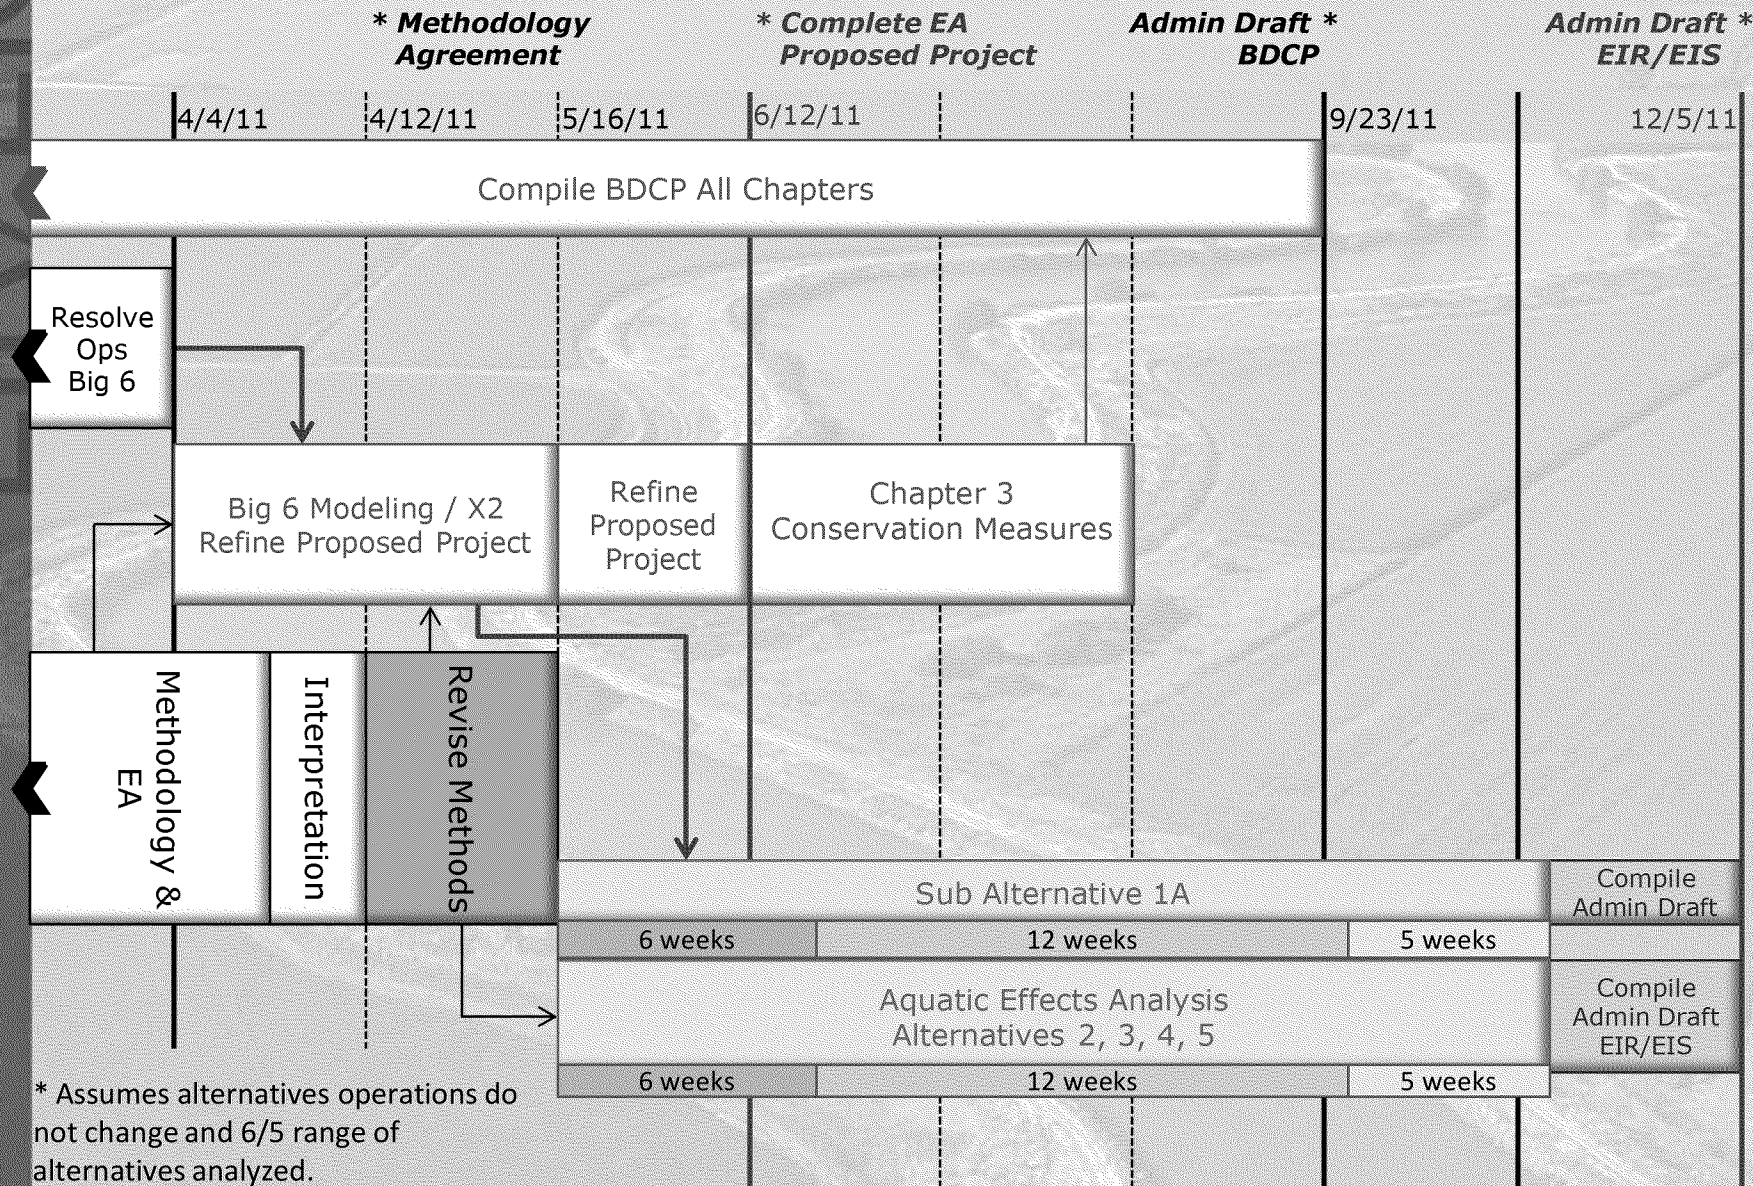 * Methodology
Agreement
* Complete EA
Proposed Project
Admin Draft *
BDCP
Admin Draft *
EIR/EIS
4/4/11
4/12/11
5/16/11
6/12/11
9/23/11
12/5/11
Compile BDCP All Chapters
Resolve
Ops
Big 6
Big 6 Modeling / X2
Refine Proposed Project
Refine
Proposed
Project
Chapter 3
Conservation Measures
Methodology &
EA
Interpretation
Revise Methods
Sub Alternative 1A
Compile
Admin Draft
6 weeks
12 weeks
5 weeks
Aquatic Effects Analysis
Alternatives 2, 3, 4, 5
Compile
Admin Draft
EIR/EIS
6 weeks
12 weeks
5 weeks
* Assumes alternatives operations do
not change and 6/5 range of
alternatives analyzed.